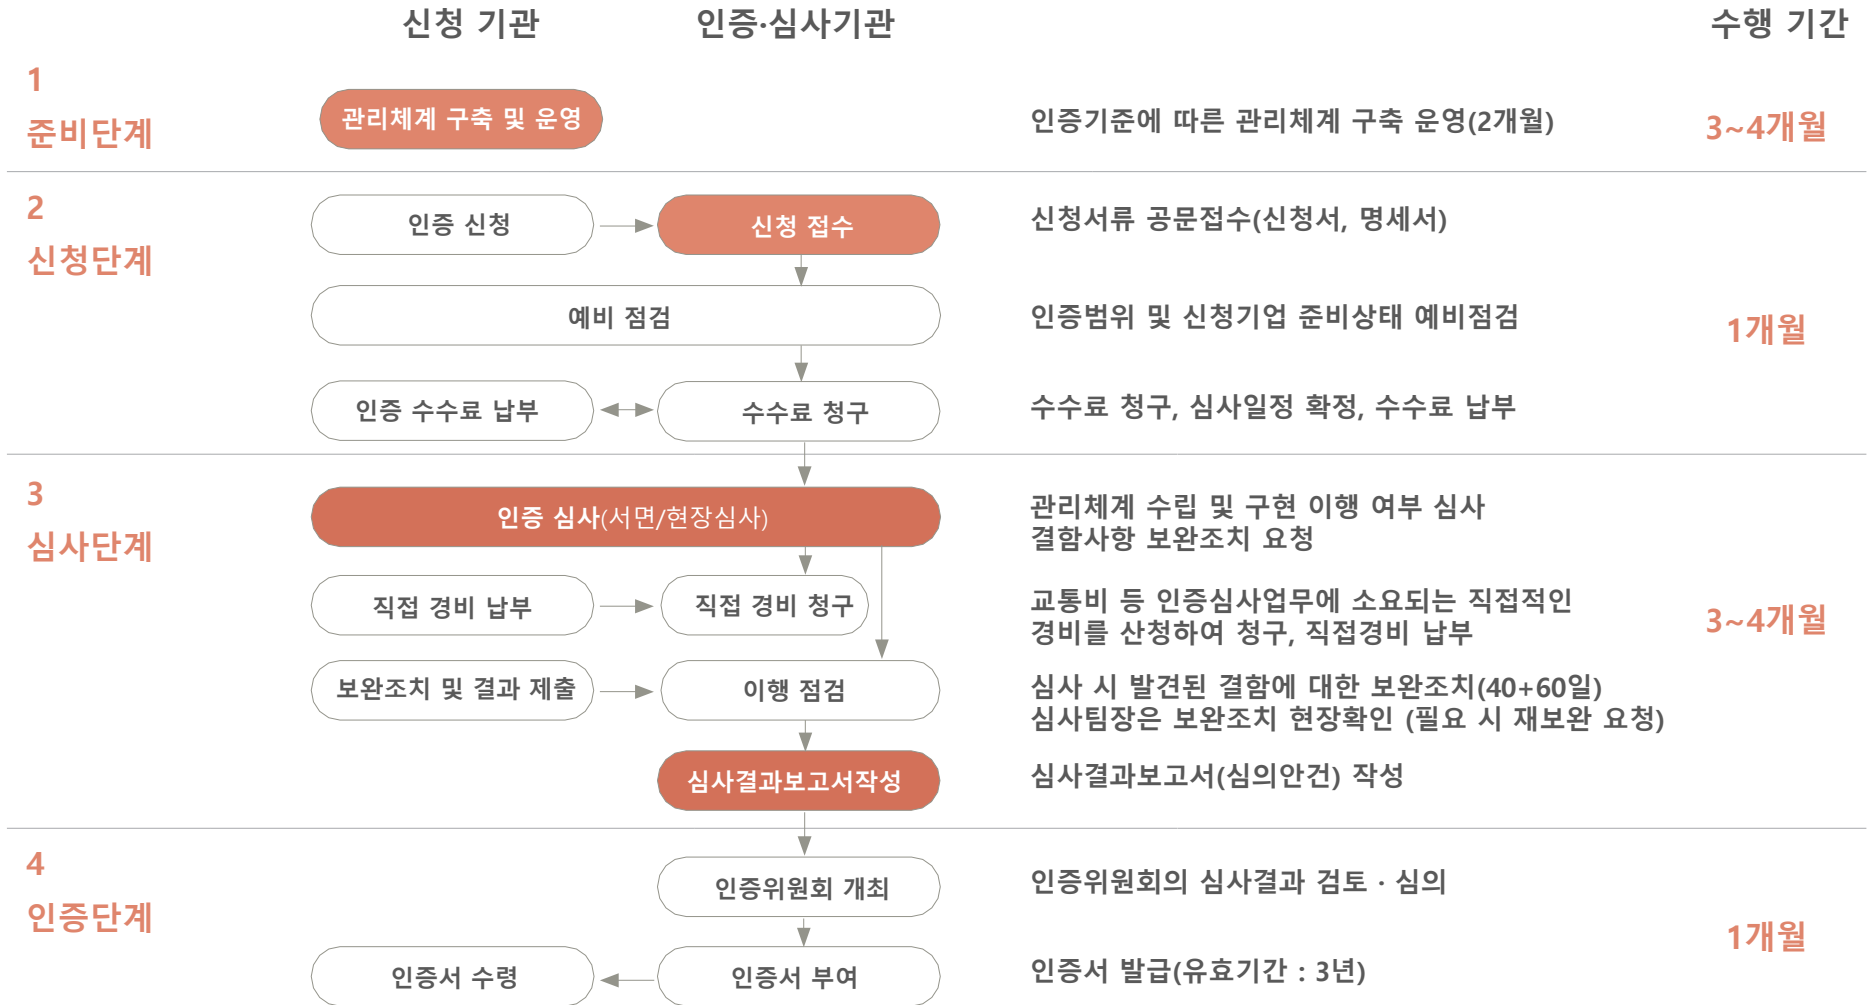 신청 기관
인증·심사기관
수행 기간
1
준비단계
관리체계 구축 및 운영
인증기준에 따른 관리체계 구축 운영(2개월)
3~4개월
2
신청단계
인증 신청
신청 접수
신청서류 공문접수(신청서, 명세서)
예비 점검
인증범위 및 신청기업 준비상태 예비점검
1개월
인증 수수료 납부
수수료 청구
수수료 청구, 심사일정 확정, 수수료 납부
3
심사단계
인증 심사(서면/현장심사)
관리체계 수립 및 구현 이행 여부 심사
결함사항 보완조치 요청
직접 경비 납부
직접 경비 청구
교통비 등 인증심사업무에 소요되는 직접적인
경비를 산청하여 청구, 직접경비 납부
3~4개월
보완조치 및 결과 제출
이행 점검
심사 시 발견된 결함에 대한 보완조치(40+60일)
심사팀장은 보완조치 현장확인 (필요 시 재보완 요청)
심사결과보고서작성
심사결과보고서(심의안건) 작성
4
인증단계
인증위원회 개최
인증위원회의 심사결과 검토 · 심의
1개월
인증서 수령
인증서 부여
인증서 발급(유효기간 : 3년)